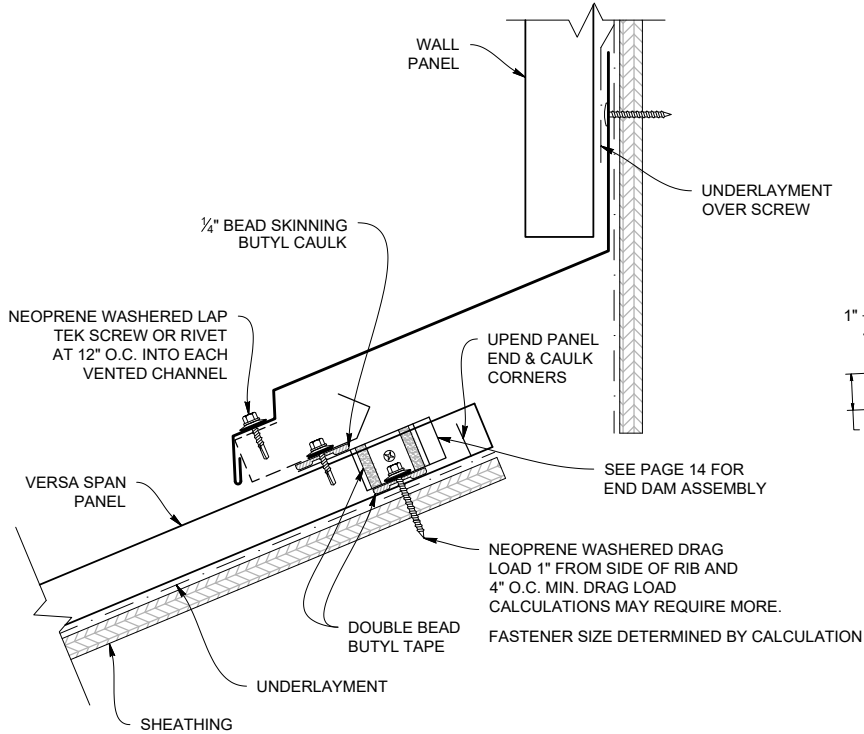 WALL
PANEL
UNDERLAYMENT
OVER SCREW
¼" BEAD SKINNING
BUTYL CAULK
NEOPRENE WASHERED LAP
TEK SCREW OR RIVET
AT 12" O.C. INTO EACH
VENTED CHANNEL
UPEND PANEL
END & CAULK
CORNERS
1"
VERSA SPAN
PANEL
SEE PAGE 14 FOR
END DAM ASSEMBLY
NEOPRENE WASHERED DRAG
LOAD 1" FROM SIDE OF RIB AND
4" O.C. MIN. DRAG LOAD
CALCULATIONS MAY REQUIRE MORE.
FASTENER SIZE DETERMINED BY CALCULATION
DOUBLE BEAD
BUTYL TAPE
UNDERLAYMENT
SHEATHING